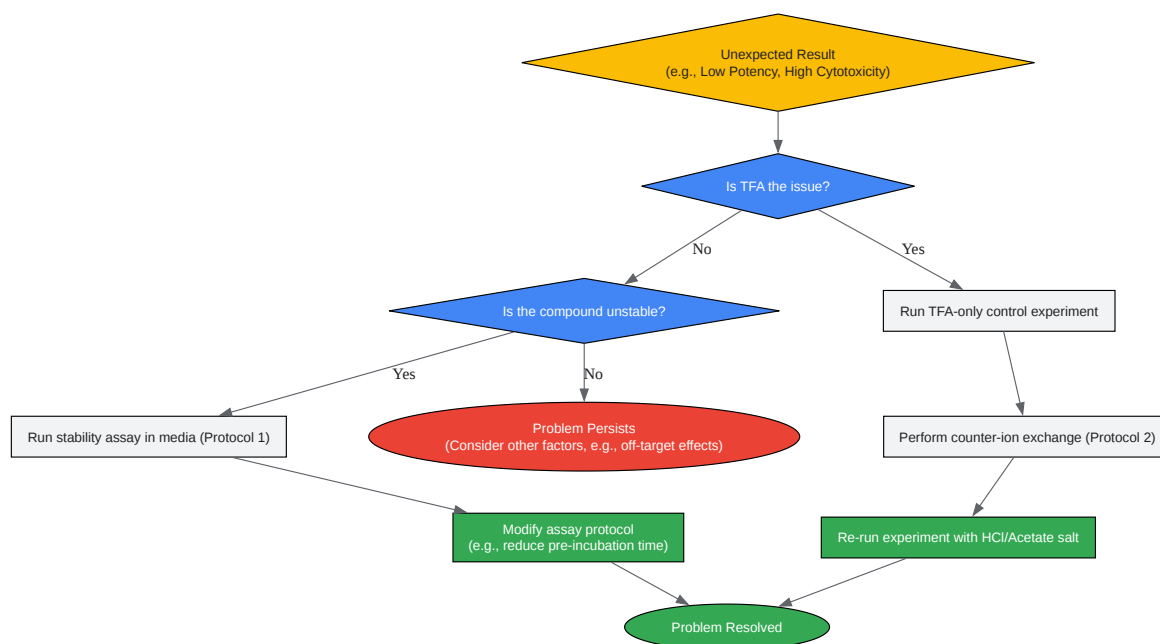 Unexpected Result
(e.g., Low Potency, High Cytotoxicity)
Is TFA the issue?
No
Yes
Is the compound unstable?
Run TFA-only control experiment
Yes
No
Run stability assay in media (Protocol 1)
Problem Persists
(Consider other factors, e.g., off-target effects)
Perform counter-ion exchange (Protocol 2)
Modify assay protocol
(e.g., reduce pre-incubation time)
Re-run experiment with HCl/Acetate salt
Problem Resolved